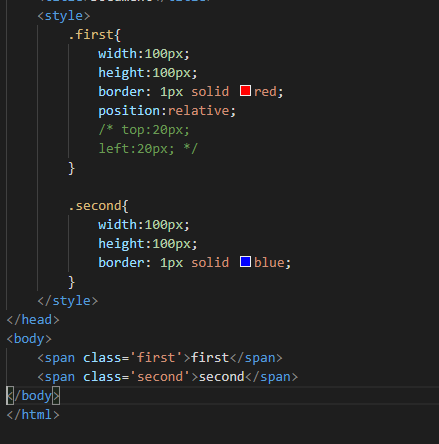 <style>
.first{
width:100px;
height:100px;
border: 1px solid red;
position:relative;
/* top:20px;
left:20px; */
}
.second{
width:100px;
height:100px;
border: 1px solid blue;
}
</style>
</head>
<body>
<span class='first'>first</span>
<span class='second'>second</span>
</body>
</html>